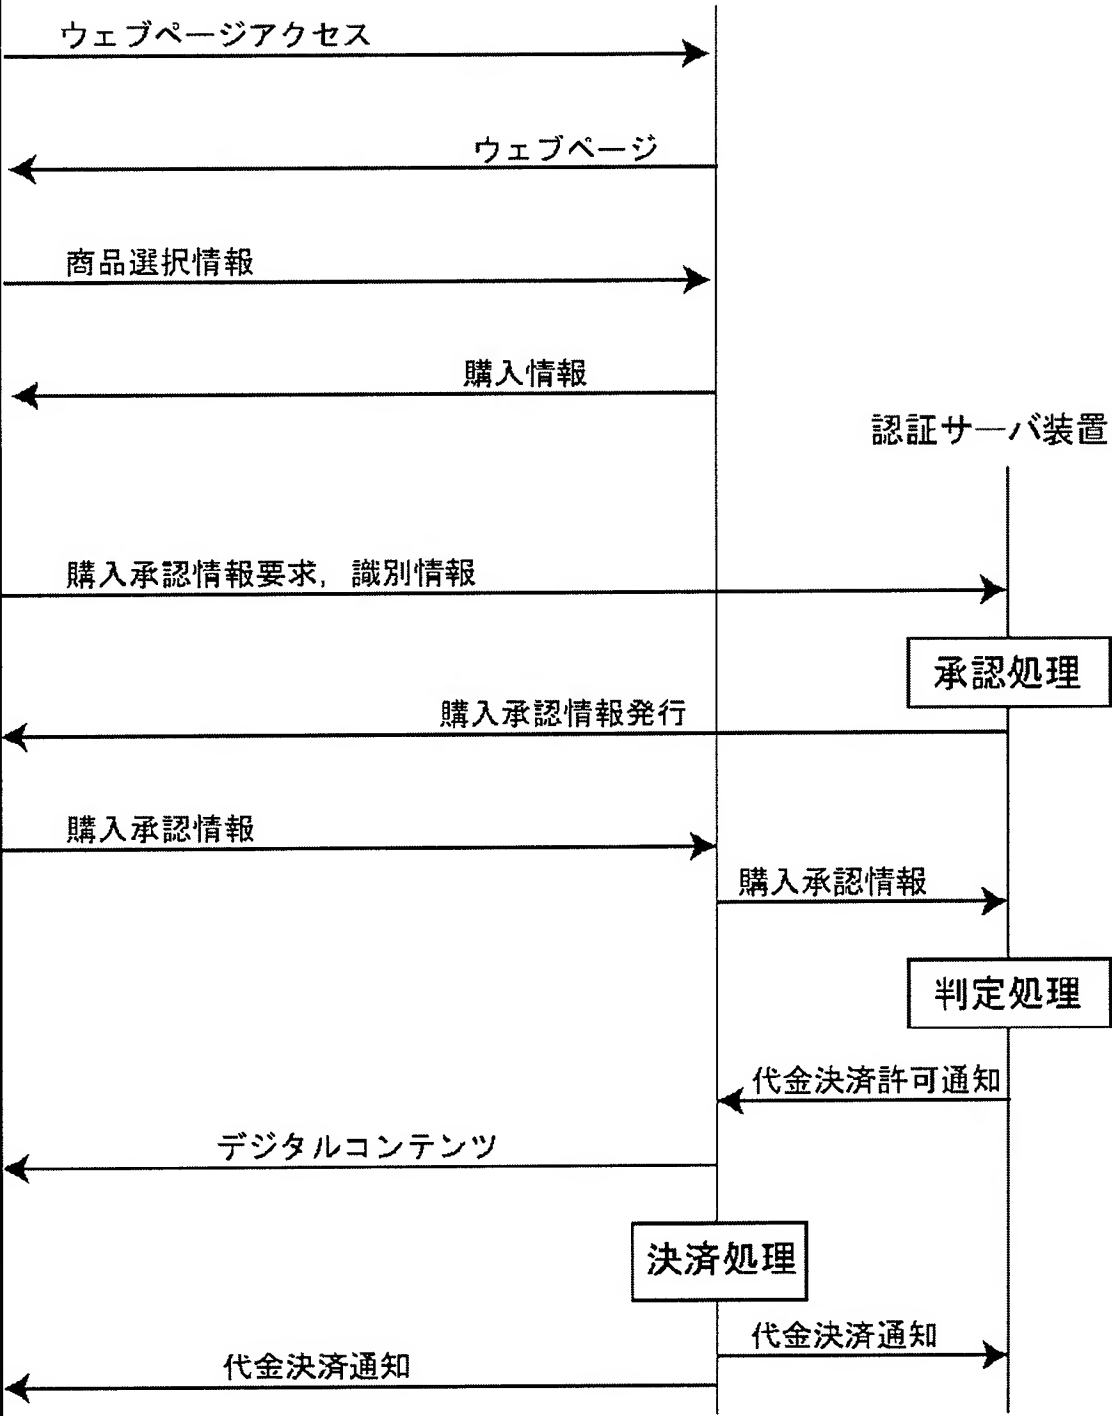 ウェブページアクセス
ウェブページ
商品選択情報
購入情報
認証サーバ装置
購入承認情報要求，識別情報
承認処理
購入承認情報発行
購入承認情報
購入承認情報
判定処理
代金決済許可通知
デジタルコンテンツ
決済処理
代金決済通知
代金決済通知